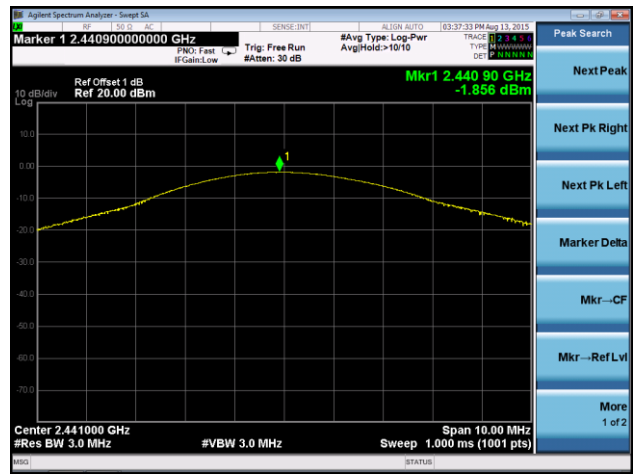 Agilent Spectrum Analyzer - Swept SA
RF 50 Ω AC SENSE:INT ALIGN AUTO 03:37:33 PM Aug 13, 2015
Marker 1 2.440900000000 GHz
PNO: Fast
IFGain:Low
Trig: Free Run
#Atten: 30 dB
#Avg Type: Log-Pwr
Avg|Hold:>10/10
TRACE 1 2 3 4 5 6
TYPE M WWWWW
DET P N N N N N
Peak Search
Mkr1 2.440 90 GHz
-1.856 dBm
Ref Offset 1 dB
10 dB/div Ref 20.00 dBm
Log
10.0
0.00
-10.0
-20.0
-30.0
-40.0
-50.0
-60.0
-70.0
1
Center 2.441000 GHz
Span 10.00 MHz
#Res BW 3.0 MHz #VBW 3.0 MHz Sweep 1.000 ms (1001 pts)
MSG STATUS
Next Peak
Next Pk Right
Next Pk Left
Marker Delta
Mkr→CF
Mkr→Ref Lvl
More
1 of 2